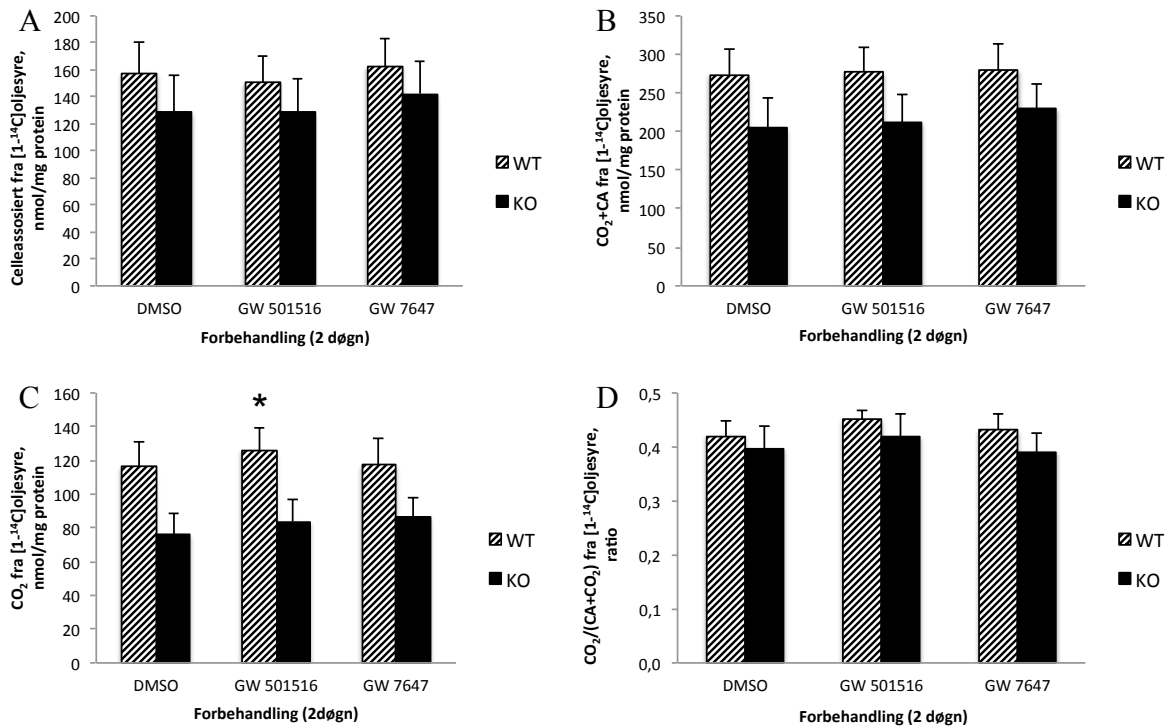 A
Celleassosiert fra [1-¹⁴C]oljesyre,
nmol/mg protein
200
180
160
140
120
100
80
60
40
20
0
DMSO GW 501516 GW 7647
Forbehandling (2 døgn)
WT
KO
B
CO₂+CA fra [1-¹⁴C]oljesyre,
nmol/mg protein
350
300
250
200
150
100
50
0
DMSO GW 501516 GW 7647
Forbehandling (2 døgn)
WT
KO
C
CO₂ fra [1-¹⁴C]oljesyre,
nmol/mg protein
160
140
120
100
80
60
40
20
0
*
DMSO GW 501516 GW 7647
Forbehandling (2døgn)
WT
KO
D
CO₂/(CA+CO₂) fra [1-¹⁴C]oljesyre,
ratio
0,5
0,4
0,3
0,2
0,1
0,0
DMSO GW 501516 GW 7647
Forbehandling (2 døgn)
WT
KO